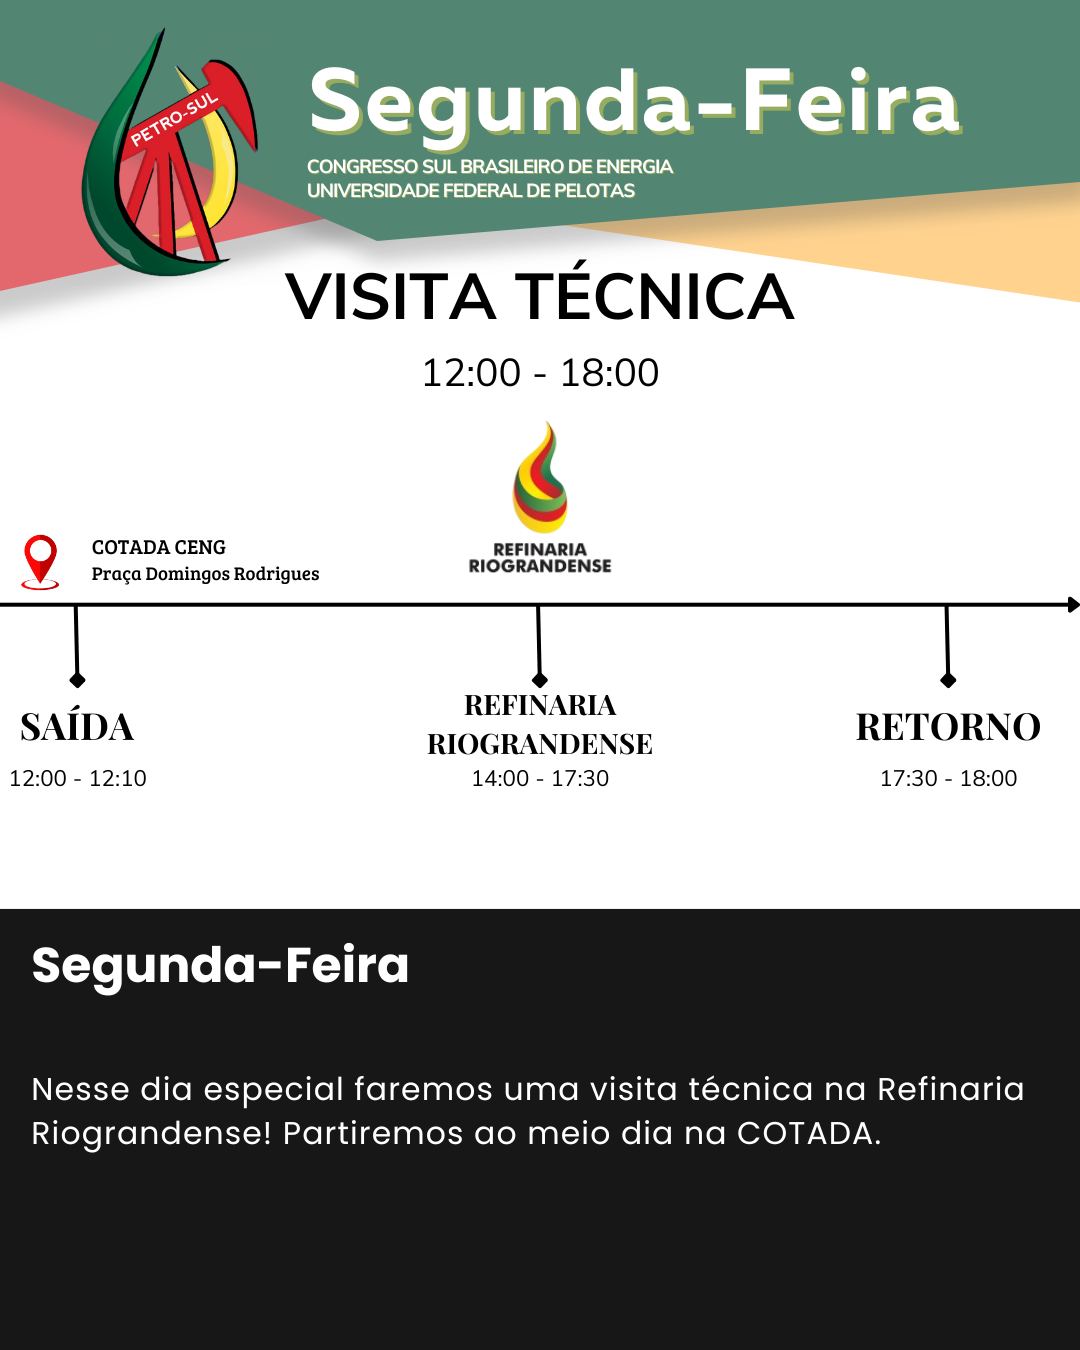 PETRO-SUL
Segunda-Feira
CONGRESSO SUL BRASILEIRO DE ENERGIA
UNIVERSIDADE FEDERAL DE PELOTAS
VISITA TÉCNICA
12:00 - 18:00
REFINARIA
RIOGRANDENSE
COTADA CENG
Praça Domingos Rodrigues
SAÍDA
12:00 - 12:10
REFINARIA
RIOGRANDENSE
14:00 - 17:30
RETORNO
17:30 - 18:00
Segunda-Feira
Nesse dia especial faremos uma visita técnica na Refinaria
Riograndense! Partiremos ao meio dia na COTADA.